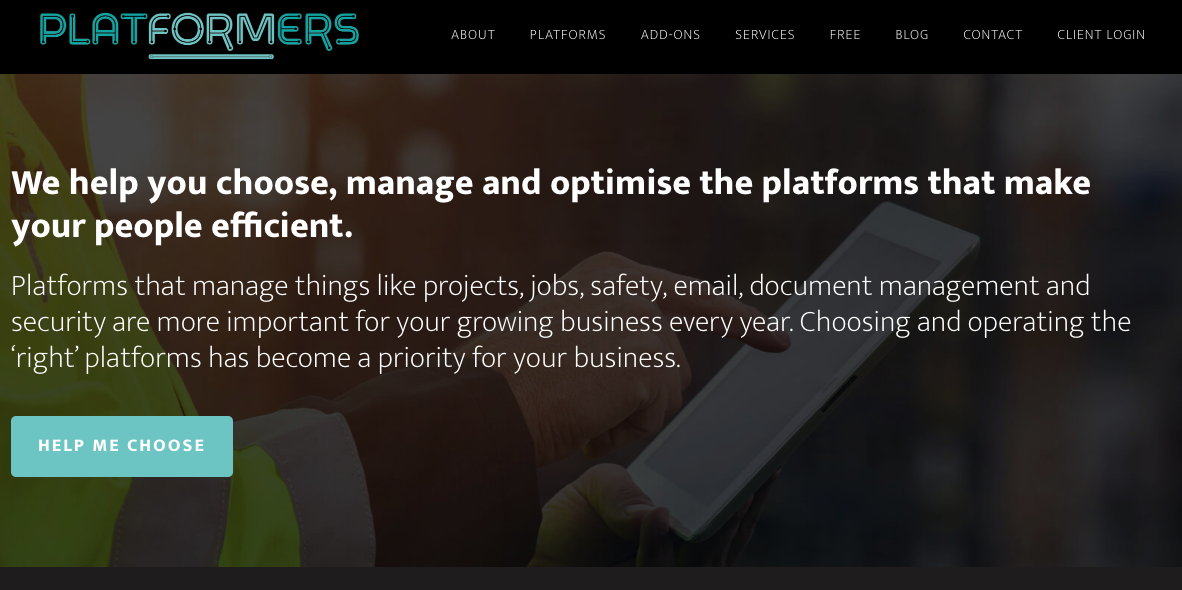 PLATFORMERS
ABOUT PLATFORMS ADD-ONS SERVICES FREE BLOG CONTACT CLIENT LOGIN
We help you choose, manage and optimise the platforms that make
your people efficient.
Platforms that manage things like projects, jobs, safety, email, document management and
security are more important for your growing business every year. Choosing and operating the
‘right’ platforms has become a priority for your business.
HELP ME CHOOSE